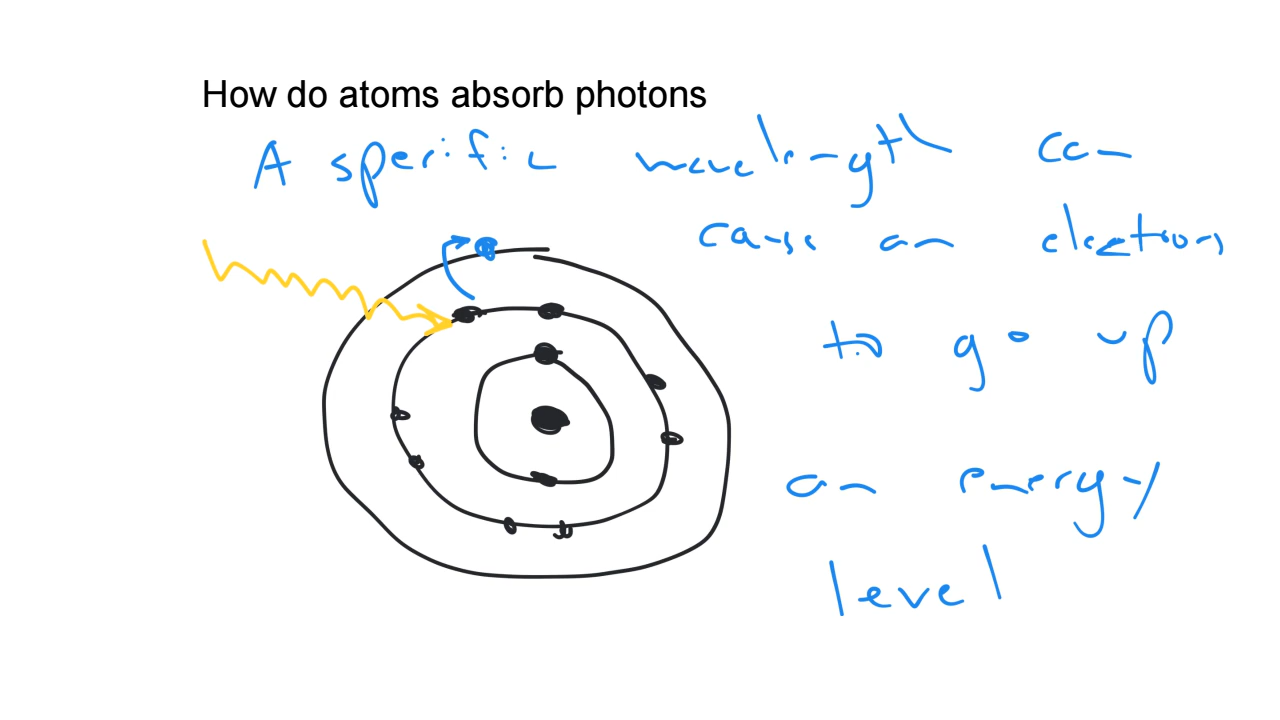 How do atoms absorb photons
A specific wavelength can
cause an electron
to go up
an energy
level